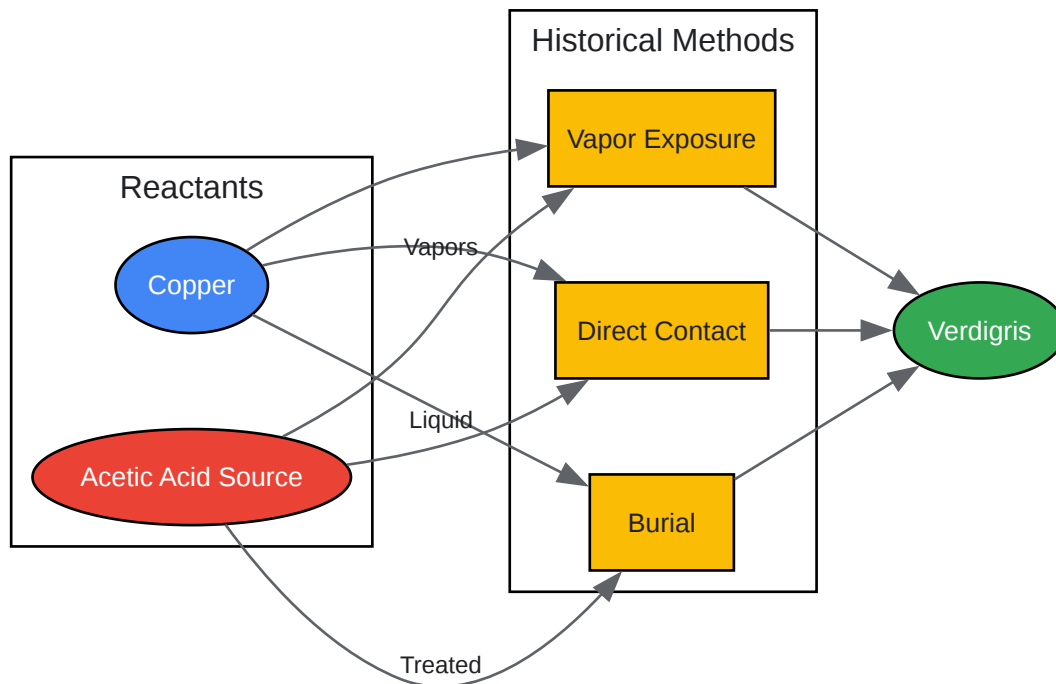 Historical Methods
Vapor Exposure
Reactants
Copper
Vapors
Direct Contact
Verdigris
Liquid
Acetic Acid Source
Burial
Treated